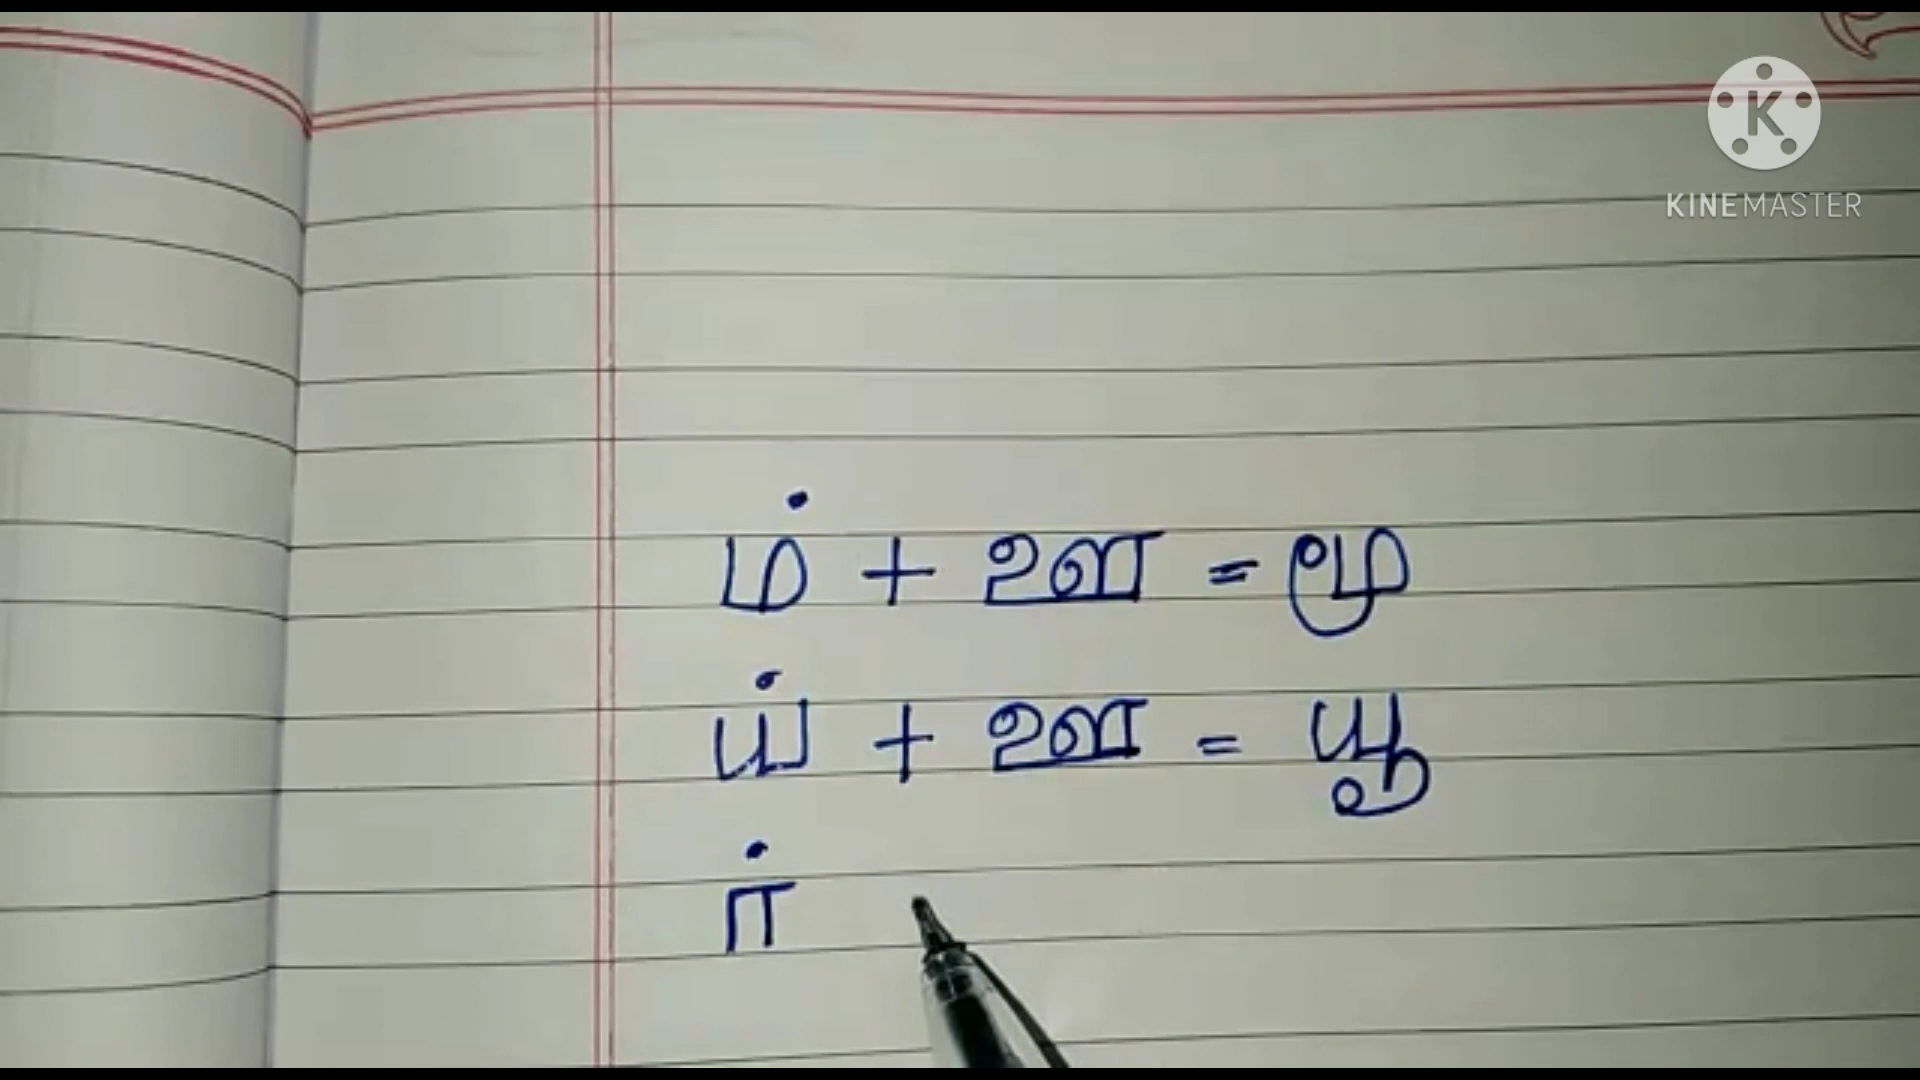 K
KINEMASTER
ம் + ஊ = மூ
ய் + ஊ = யூ
ர்